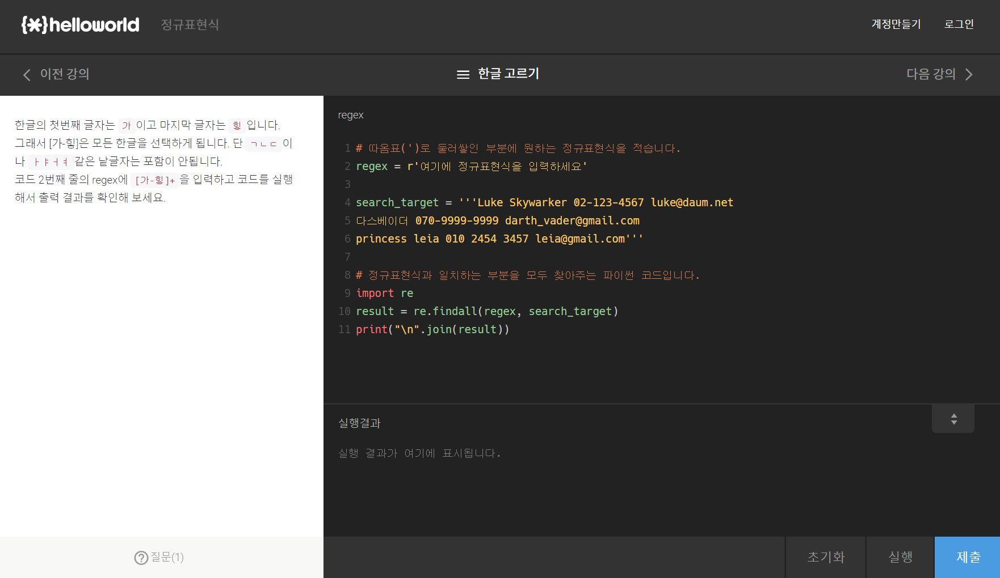 {*}helloworld 정규표현식 계정만들기 로그인
이전 강의 한글 고르기 다음 강의
한글의 첫번째 글자는 가 이고 마지막 글자는 힣 입니다.
그래서 [가-힣]은 모든 한글을 선택하게 됩니다. 단 ㄱㄴㄷ 이
나 ㅏㅑㅓㅕ 같은 낱글자는 포함이 안됩니다.
코드 2번째 줄의 regex에 [가-힣]+ 을 입력하고 코드를 실행
해서 출력 결과를 확인해 보세요.
regex
1 # 따옴표(')로 둘러쌓인 부분에 원하는 정규표현식을 적습니다.
2 regex = r'여기에 정규표현식을 입력하세요'
3
4 search_target = '''Luke Skywarker 02-123-4567 luke@daum.net
5 다스베이더 070-9999-9999 darth_vader@gmail.com
6 princess leia 010 2454 3457 leia@gmail.com'''
7
8 # 정규표현식과 일치하는 부분을 모두 찾아주는 파이썬 코드입니다.
9 import re
10 result = re.findall(regex, search_target)
11 print("\n".join(result))
실행결과
실행 결과가 여기에 표시됩니다.
질문(1) 초기화 실행 제출